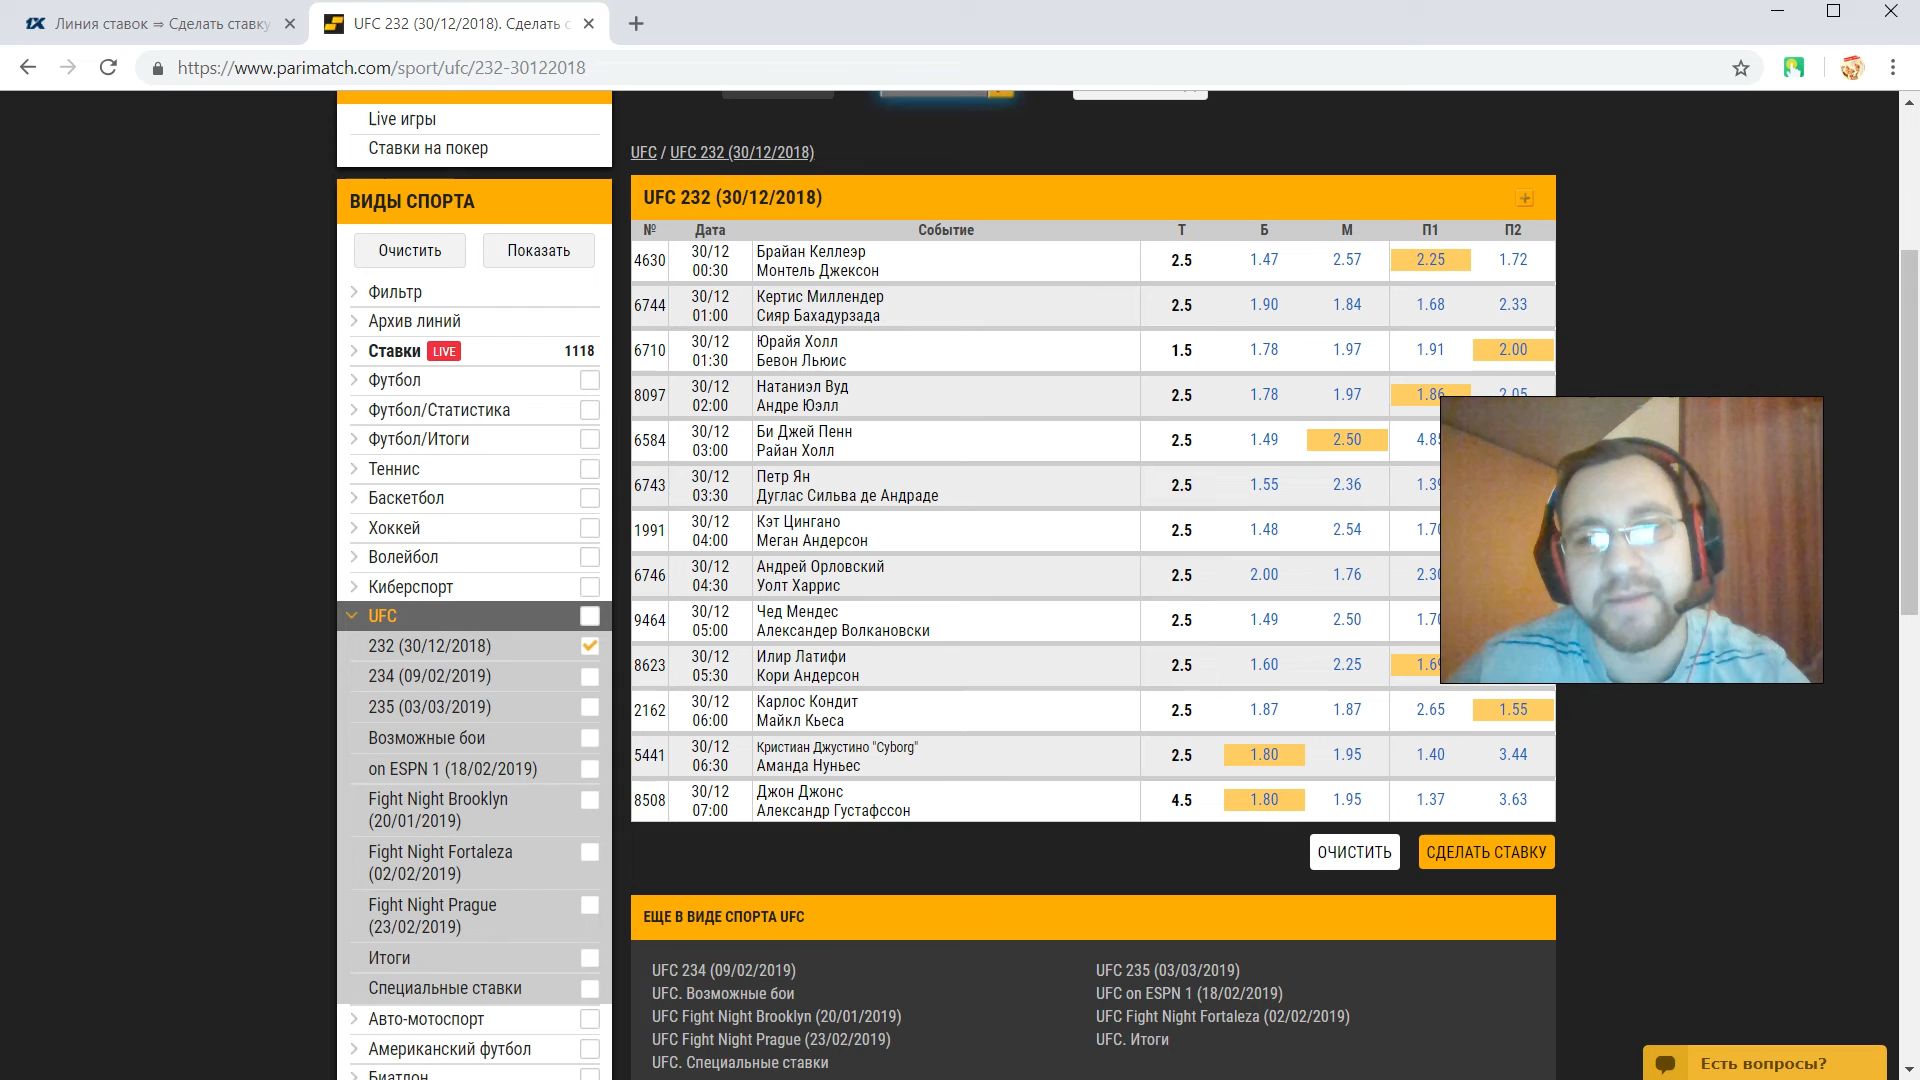 1X Линия ставок ⇒ Сделать ставку
UFC 232 (30/12/2018). Сделать с
https://www.parimatch.com/sport/ufc/232-30122018
Live игры
Ставки на покер
ВИДЫ СПОРТА
Очистить Показать
Фильтр
Архив линий
Ставки LIVE 1118
Футбол
Футбол/Статистика
Футбол/Итоги
Теннис
Баскетбол
Хоккей
Волейбол
Киберспорт
UFC
232 (30/12/2018)
234 (09/02/2019)
235 (03/03/2019)
Возможные бои
on ESPN 1 (18/02/2019)
Fight Night Brooklyn
(20/01/2019)
Fight Night Fortaleza
(02/02/2019)
Fight Night Prague
(23/02/2019)
Итоги
Специальные ставки
Авто-мотоспорт
Американский футбол
Биатлон
UFC / UFC 232 (30/12/2018)
UFC 232 (30/12/2018)
№ Дата Событие Т Б М П1 П2
4630 30/12 00:30 Брайан Келлеэр 2.5 1.47 2.57 2.25 1.72
Монтель Джексон
6744 30/12 01:00 Кертис Миллендер 2.5 1.90 1.84 1.68 2.33
Сияр Бахадурзада
6710 30/12 01:30 Юрайя Холл 1.5 1.78 1.97 1.91 2.00
Бевон Льюис
8097 30/12 02:00 Натаниэл Вуд 2.5 1.78 1.97 1.86 2.05
Андре Юэлл
6584 30/12 03:00 Би Джей Пенн 2.5 1.49 2.50 4.85
Райан Холл
6743 30/12 03:30 Петр Ян 2.5 1.55 2.36 1.39
Дуглас Сильва де Андраде
1991 30/12 04:00 Кэт Цингано 2.5 1.48 2.54 1.70
Меган Андерсон
6746 30/12 04:30 Андрей Орловский 2.5 2.00 1.76 2.30
Уолт Харрис
9464 30/12 05:00 Чед Мендес 2.5 1.49 2.50 1.70
Александер Волкановски
8623 30/12 05:30 Илир Латифи 2.5 1.60 2.25 1.69
Кори Андерсон
2162 30/12 06:00 Карлос Кондит 2.5 1.87 1.87 2.65 1.55
Майкл Кьеса
5441 30/12 06:30 Кристиан Джустино "Cyborg" 2.5 1.80 1.95 1.40 3.44
Аманда Нуньес
8508 30/12 07:00 Джон Джонс 4.5 1.80 1.95 1.37 3.63
Александр Густафссон
ОЧИСТИТЬ СДЕЛАТЬ СТАВКУ
ЕЩЕ В ВИДЕ СПОРТА UFC
UFC 234 (09/02/2019)
UFC. Возможные бои
UFC Fight Night Brooklyn (20/01/2019)
UFC Fight Night Prague (23/02/2019)
UFC. Специальные ставки
UFC 235 (03/03/2019)
UFC on ESPN 1 (18/02/2019)
UFC Fight Night Fortaleza (02/02/2019)
UFC. Итоги
Есть вопросы?